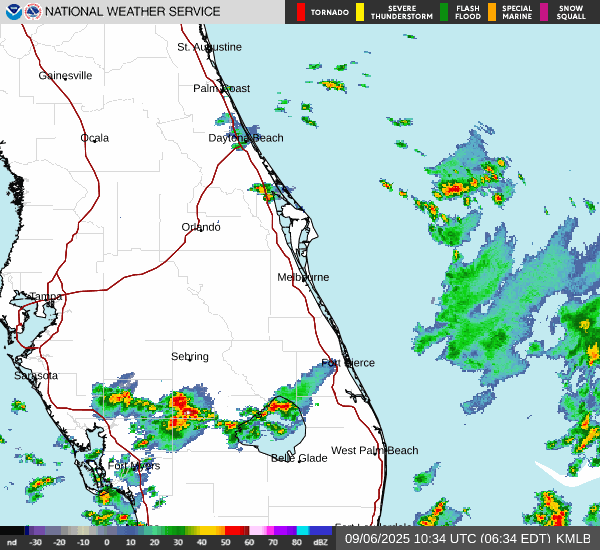 NATIONAL WEATHER SERVICE
TORNADO
SEVERE THUNDERSTORM
FLASH FLOOD
SPECIAL MARINE
SNOW SQUALL
St. Augustine
Gainesville
Palm Coast
Ocala
Daytona Beach
Orlando
Melbourne
Tampa
Sebring
Fort Pierce
Sarasota
West Palm Beach
Belle Glade
Fort Myers
nd -30 -20 -10 0 10 20 30 40 50 60 70 80 dBZ
09/06/2025 10:34 UTC (06:34 EDT) KMLB